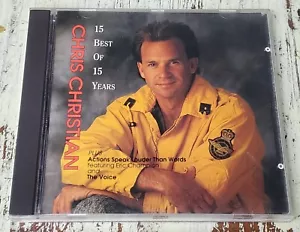 CHRIS CHRISTIAN
15
BEST
OF
15
YEARS
PLUS
Actions Speak Louder Than Words
featuring Eric Champion
and
The Voice